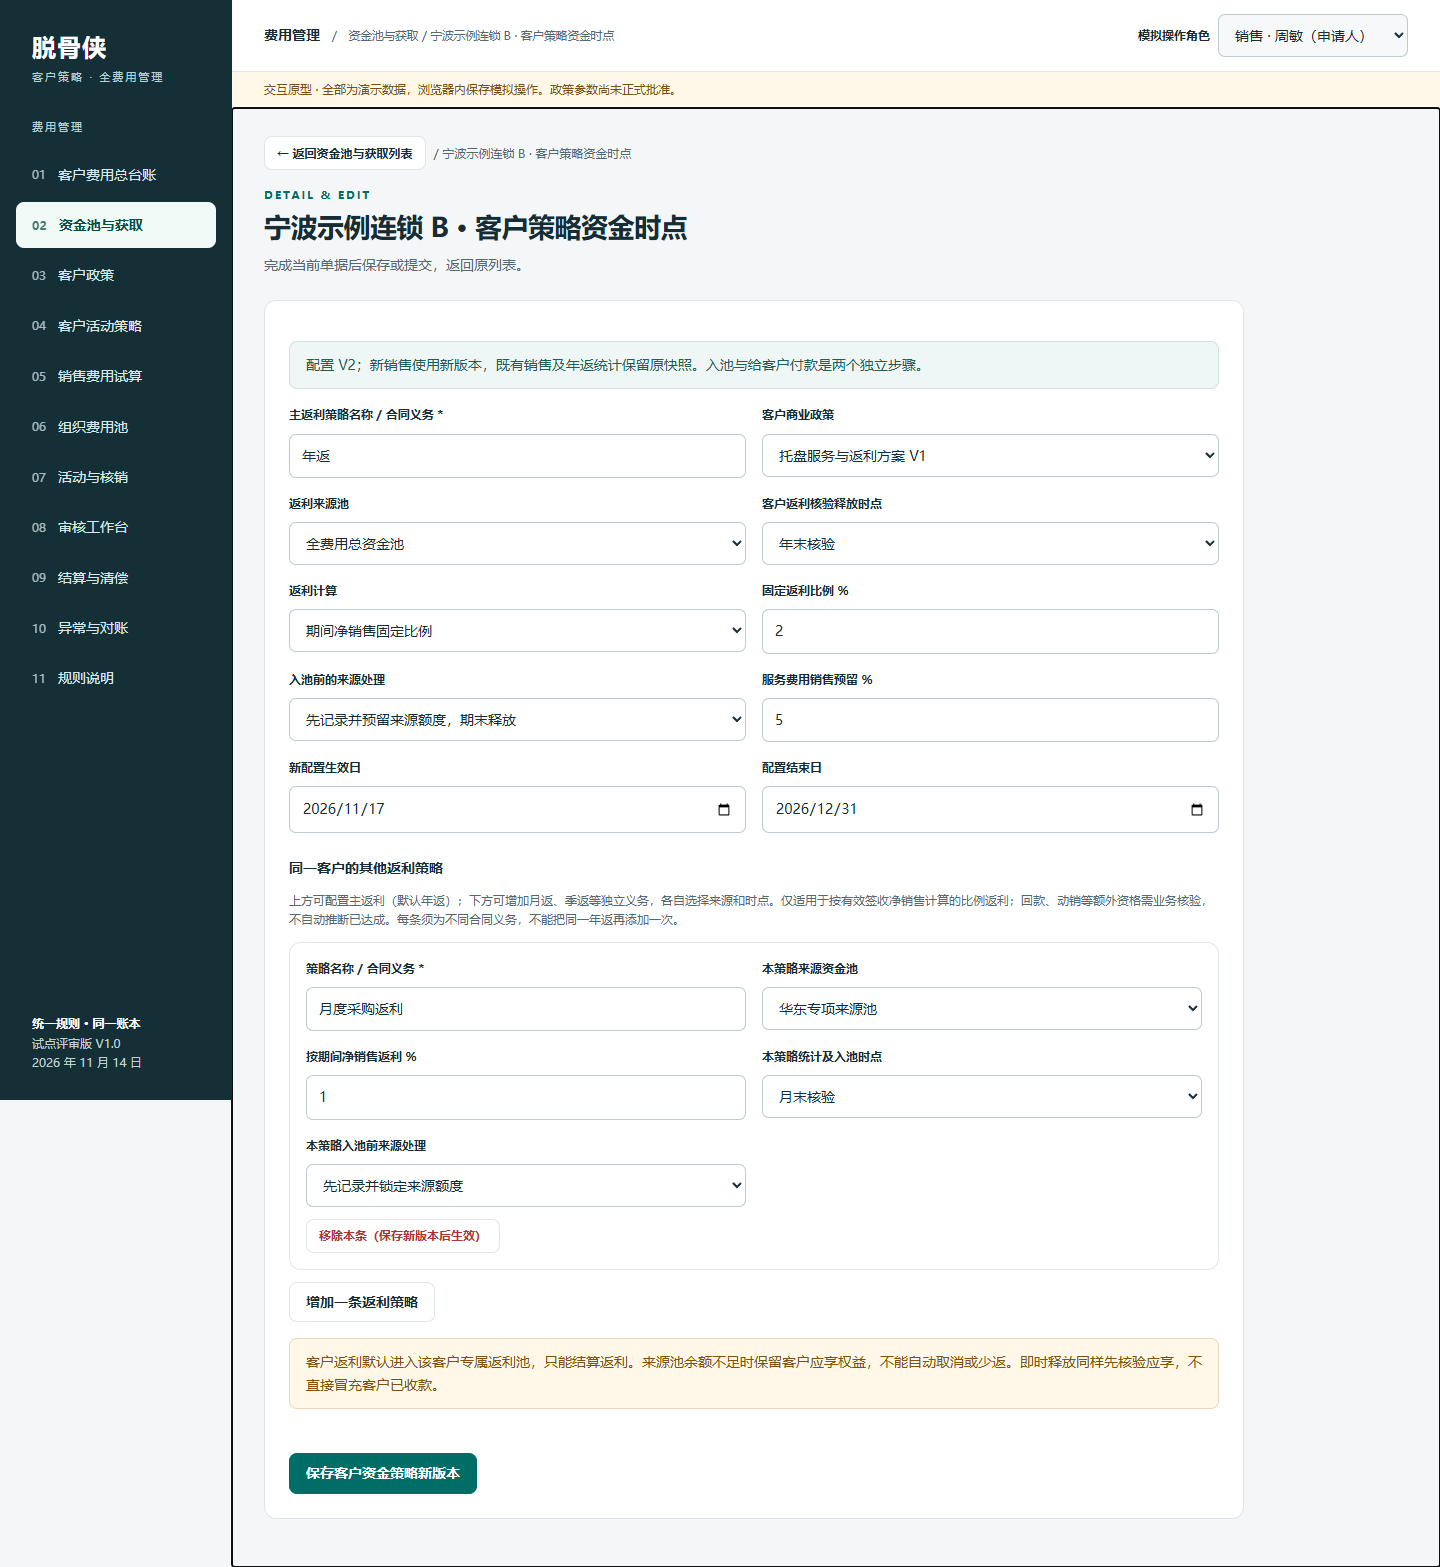 脱骨侠
客户策略 · 全费用管理
费用管理
01 客户费用总台账
02 资金池与获取
03 客户政策
04 客户活动策略
05 销售费用试算
06 组织费用池
07 活动与核销
08 审核工作台
09 结算与清偿
10 异常与对账
11 规则说明
统一规则 • 同一账本
试点评审版 V1.0
2026 年 11 月 14 日
费用管理 / 资金池与获取 / 宁波示例连锁 B · 客户策略资金时点
模拟操作角色 销售 · 周敏（申请人）
交互原型 · 全部为演示数据，浏览器内保存模拟操作。政策参数尚未正式批准。
← 返回资金池与获取列表 / 宁波示例连锁 B · 客户策略资金时点
DETAIL & EDIT
宁波示例连锁 B • 客户策略资金时点
完成当前单据后保存或提交，返回原列表。
配置 V2；新销售使用新版本，既有销售及年返统计保留原快照。入池与给客户付款是两个独立步骤。
主返利策略名称 / 合同义务 * 客户商业政策
年返 托盘服务与返利方案 V1
返利来源池 客户返利核验释放时点
全费用总资金池 年末核验
返利计算 固定返利比例 %
期间净销售固定比例 2
入池前的来源处理 服务费用销售预留 %
先记录并预留来源额度，期末释放 5
新配置生效日 配置结束日
2026/11/17 2026/12/31
同一客户的其他返利策略
上方可配置主返利（默认年返）；下方可增加月返、季返等独立义务，各自选择来源和时点。仅适用于按有效签收净销售计算的比例返利；回款、动销等额外资格需业务核验，
不自动推断已达成。每条须为不同合同义务，不能把同一年返再添加一次。
策略名称 / 合同义务 * 本策略来源资金池
月度采购返利 华东专项来源池
按期间净销售返利 % 本策略统计及入池时点
1 月末核验
本策略入池前来源处理
先记录并锁定来源额度
移除本条（保存新版本后生效）
增加一条返利策略
客户返利默认进入该客户专属返利池，只能结算返利。来源池余额不足时保留客户应享权益，不能自动取消或少返。即时释放同样先核验应享，不
直接冒充客户已收款。
保存客户资金策略新版本